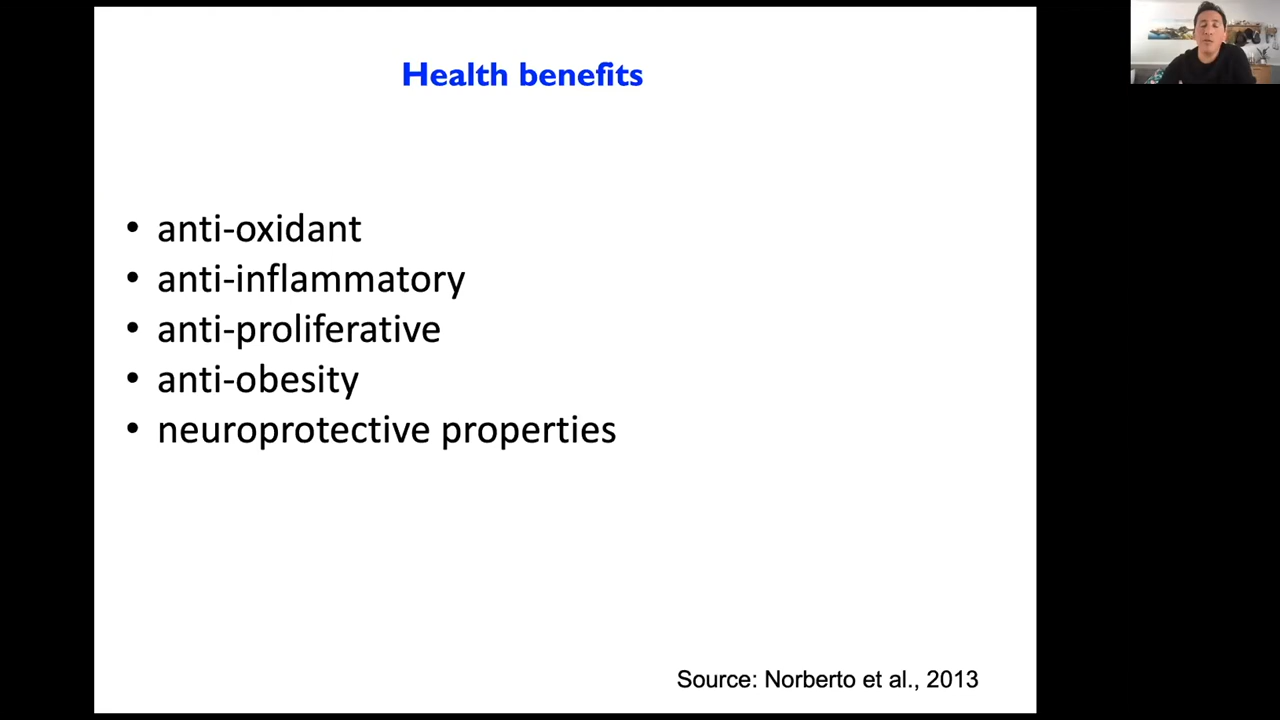 Health benefits
• anti-oxidant
• anti-inflammatory
• anti-proliferative
• anti-obesity
• neuroprotective properties
Source: Norberto et al., 2013